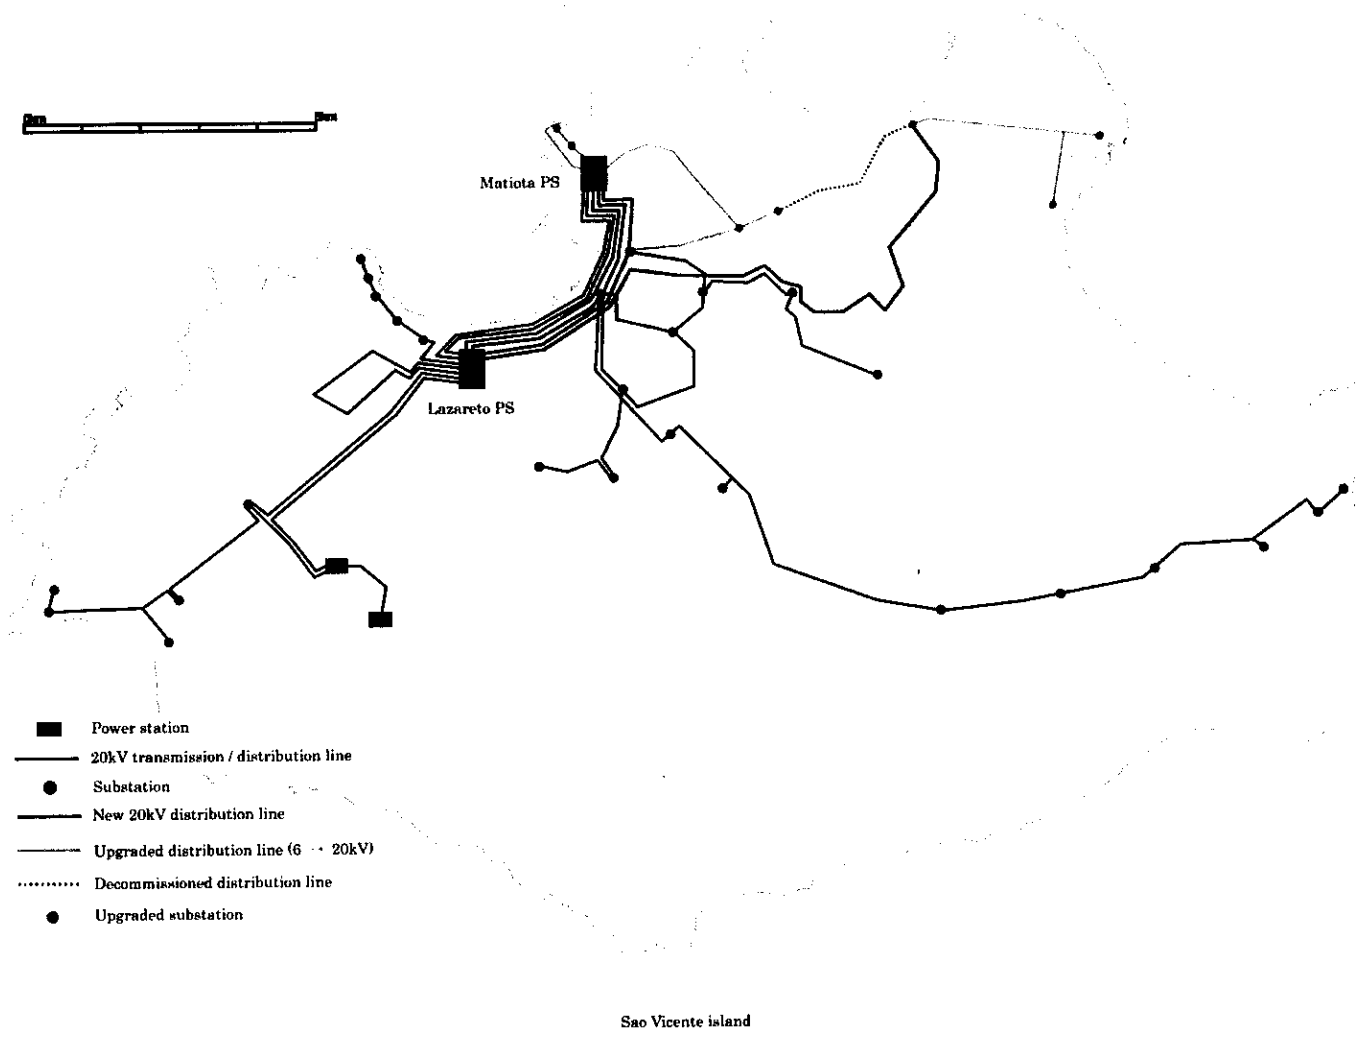 Matiota PS
Lazareto PS
Power station
20kV transmission / distribution line
Substation
New 20kV distribution line
Upgraded distribution line (6 → 20kV)
Decommissioned distribution line
Upgraded substation
Sao Vicente island